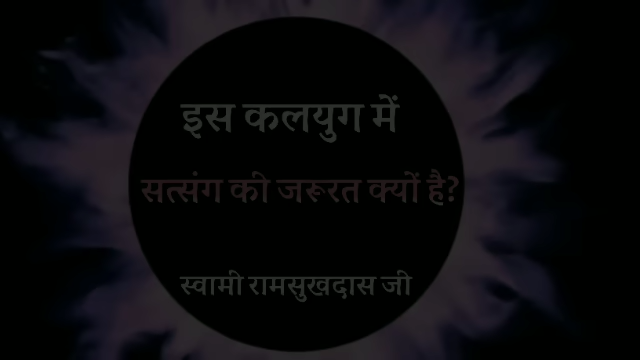 इस कलयुग में
सत्संग की जरूरत क्यों है?
स्वामी रामसुखदास जी